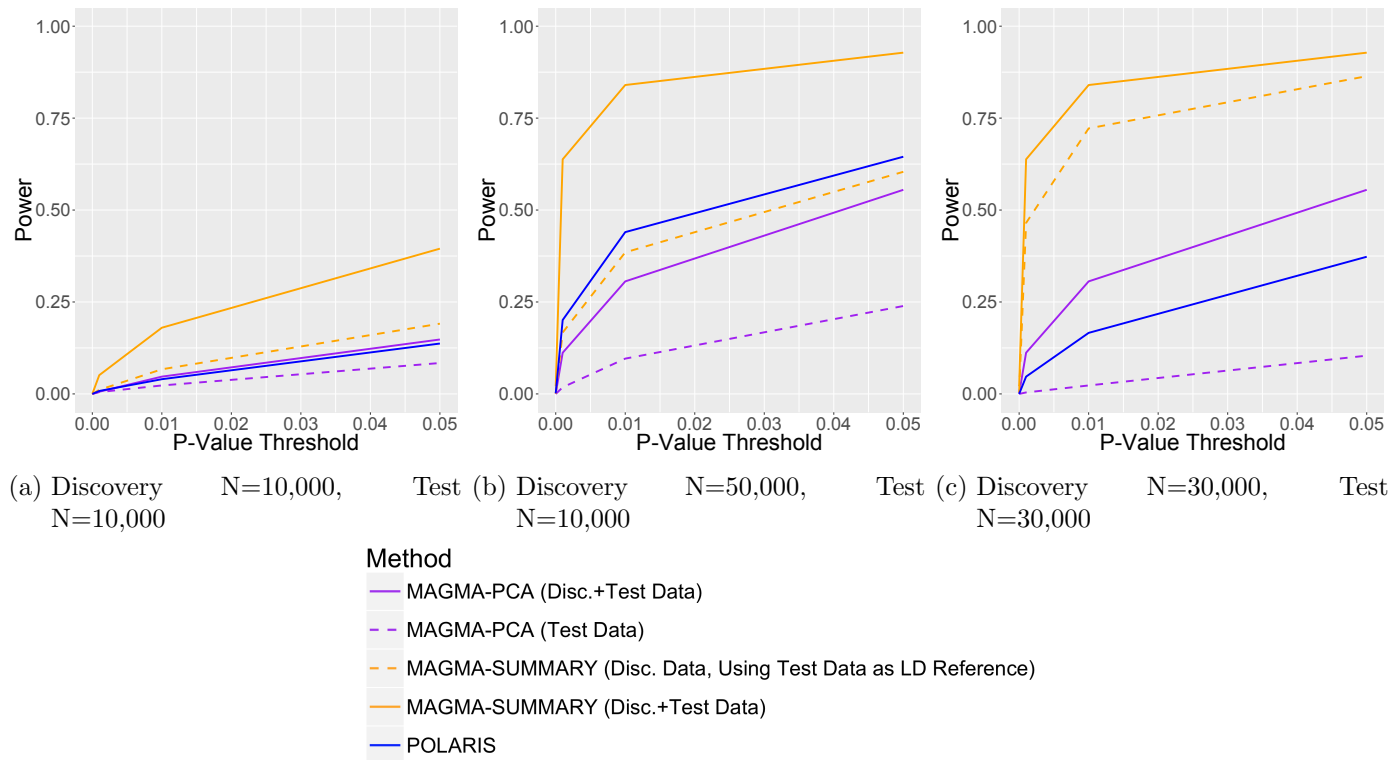 1.00
0.75
0.50
0.25
0.00
Power
0.00 0.01 0.02 0.03 0.04 0.05
P-Value Threshold
(a) Discovery N=10,000, Test
N=10,000
1.00
0.75
0.50
0.25
0.00
Power
0.00 0.01 0.02 0.03 0.04 0.05
P-Value Threshold
(b) Discovery N=50,000, Test
N=10,000
1.00
0.75
0.50
0.25
0.00
Power
0.00 0.01 0.02 0.03 0.04 0.05
P-Value Threshold
(c) Discovery N=30,000, Test
N=30,000
Method
MAGMA-PCA (Disc.+Test Data)
MAGMA-PCA (Test Data)
MAGMA-SUMMARY (Disc. Data, Using Test Data as LD Reference)
MAGMA-SUMMARY (Disc.+Test Data)
POLARIS